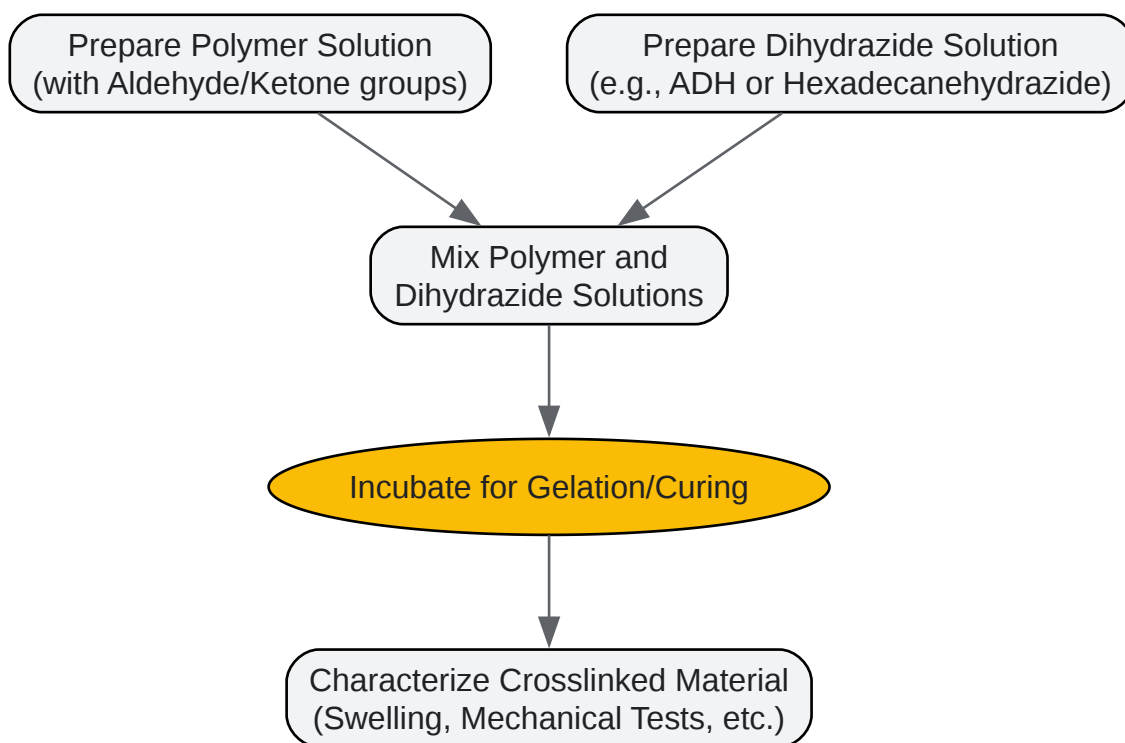 Prepare Polymer Solution
(with Aldehyde/Ketone groups)
Prepare Dihydrazide Solution
(e.g., ADH or Hexadecanehydrazide)
Mix Polymer and
Dihydrazide Solutions
Incubate for Gelation/Curing
Characterize Crosslinked Material
(Swelling, Mechanical Tests, etc.)